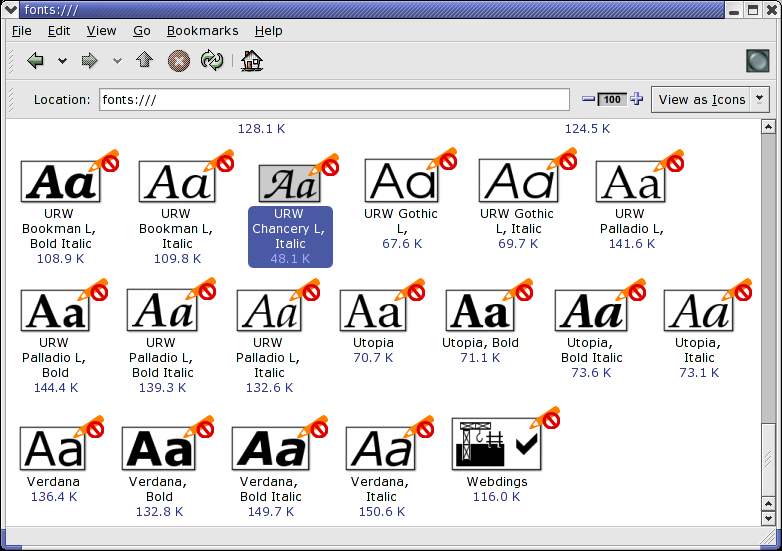 fonts:///
File Edit View Go Bookmarks Help
Location: fonts:/// 100 View as Icons
128.1 K 124.5 K
Aa Aa Aa Aa Aa Aa
URW URW URW URW Gothic URW Gothic URW
Bookman L, Bookman L, Chancery L, L, L, Italic Palladio L,
Bold Italic Italic Italic 67.6 K 69.7 K 141.6 K
108.9 K 109.8 K 48.1 K
Aa Aa Aa Aa Aa Aa Aa
URW URW URW Utopia Utopia, Bold Utopia, Utopia,
Palladio L, Palladio L, Palladio L, 70.7 K 71.1 K Bold Italic Italic
Bold Bold Italic Italic 73.6 K 73.1 K
144.4 K 139.3 K 132.6 K
Aa Aa Aa Aa
Verdana Verdana, Verdana, Verdana, Webdings
136.4 K Bold Bold Italic Italic 116.0 K
132.8 K 149.7 K 150.6 K